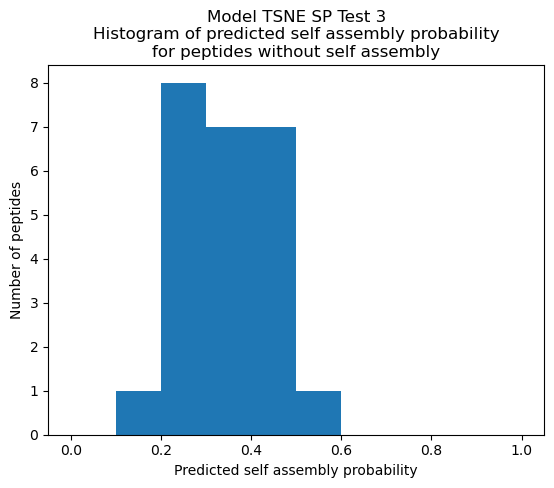 Model TSNE SP Test 3
Histogram of predicted self assembly probability
for peptides without self assembly
Number of peptides
8
7
6
5
4
3
2
1
0
0.0 0.2 0.4 0.6 0.8 1.0
Predicted self assembly probability